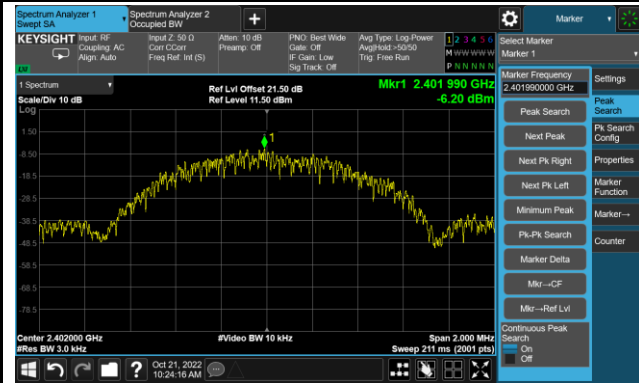 Spectrum Analyzer 1
Swept SA
Spectrum Analyzer 2
Occupied BW
Marker
KEYSIGHT
Input: RF
Coupling: AC
Align: Auto
Input Z: 50 Ω
Corr CCorr
Freq Ref: Int (S)
Atten: 10 dB
Preamp: Off
PNO: Best Wide
Gate: Off
IF Gain: Low
Sig Track: Off
Avg Type: Log-Power
Avg|Hold:>50/50
Trig: Free Run
1 2 3 4 5 6
M W W W W W
P N N N N N
LXI
1 Spectrum
Scale/Div 10 dB
Log
Ref Lvl Offset 21.50 dB
Ref Level 11.50 dBm
Mkr1 2.401 990 GHz
-6.20 dBm
1
1.50
-8.50
-18.5
-28.5
-38.5
-48.5
-58.5
-68.5
-78.5
Center 2.402000 GHz
#Res BW 3.0 kHz
#Video BW 10 kHz
Span 2.000 MHz
Sweep 211 ms (2001 pts)
Oct 21, 2022
10:24:16 AM
Select Marker
Marker 1
Marker Frequency
2.401990000 GHz
Peak Search
Next Peak
Next Pk Right
Next Pk Left
Minimum Peak
Pk-Pk Search
Marker Delta
Mkr→CF
Mkr→Ref Lvl
Continuous Peak
Search
On
Off
Settings
Peak
Search
Pk Search
Config
Properties
Marker
Function
Marker→
Counter